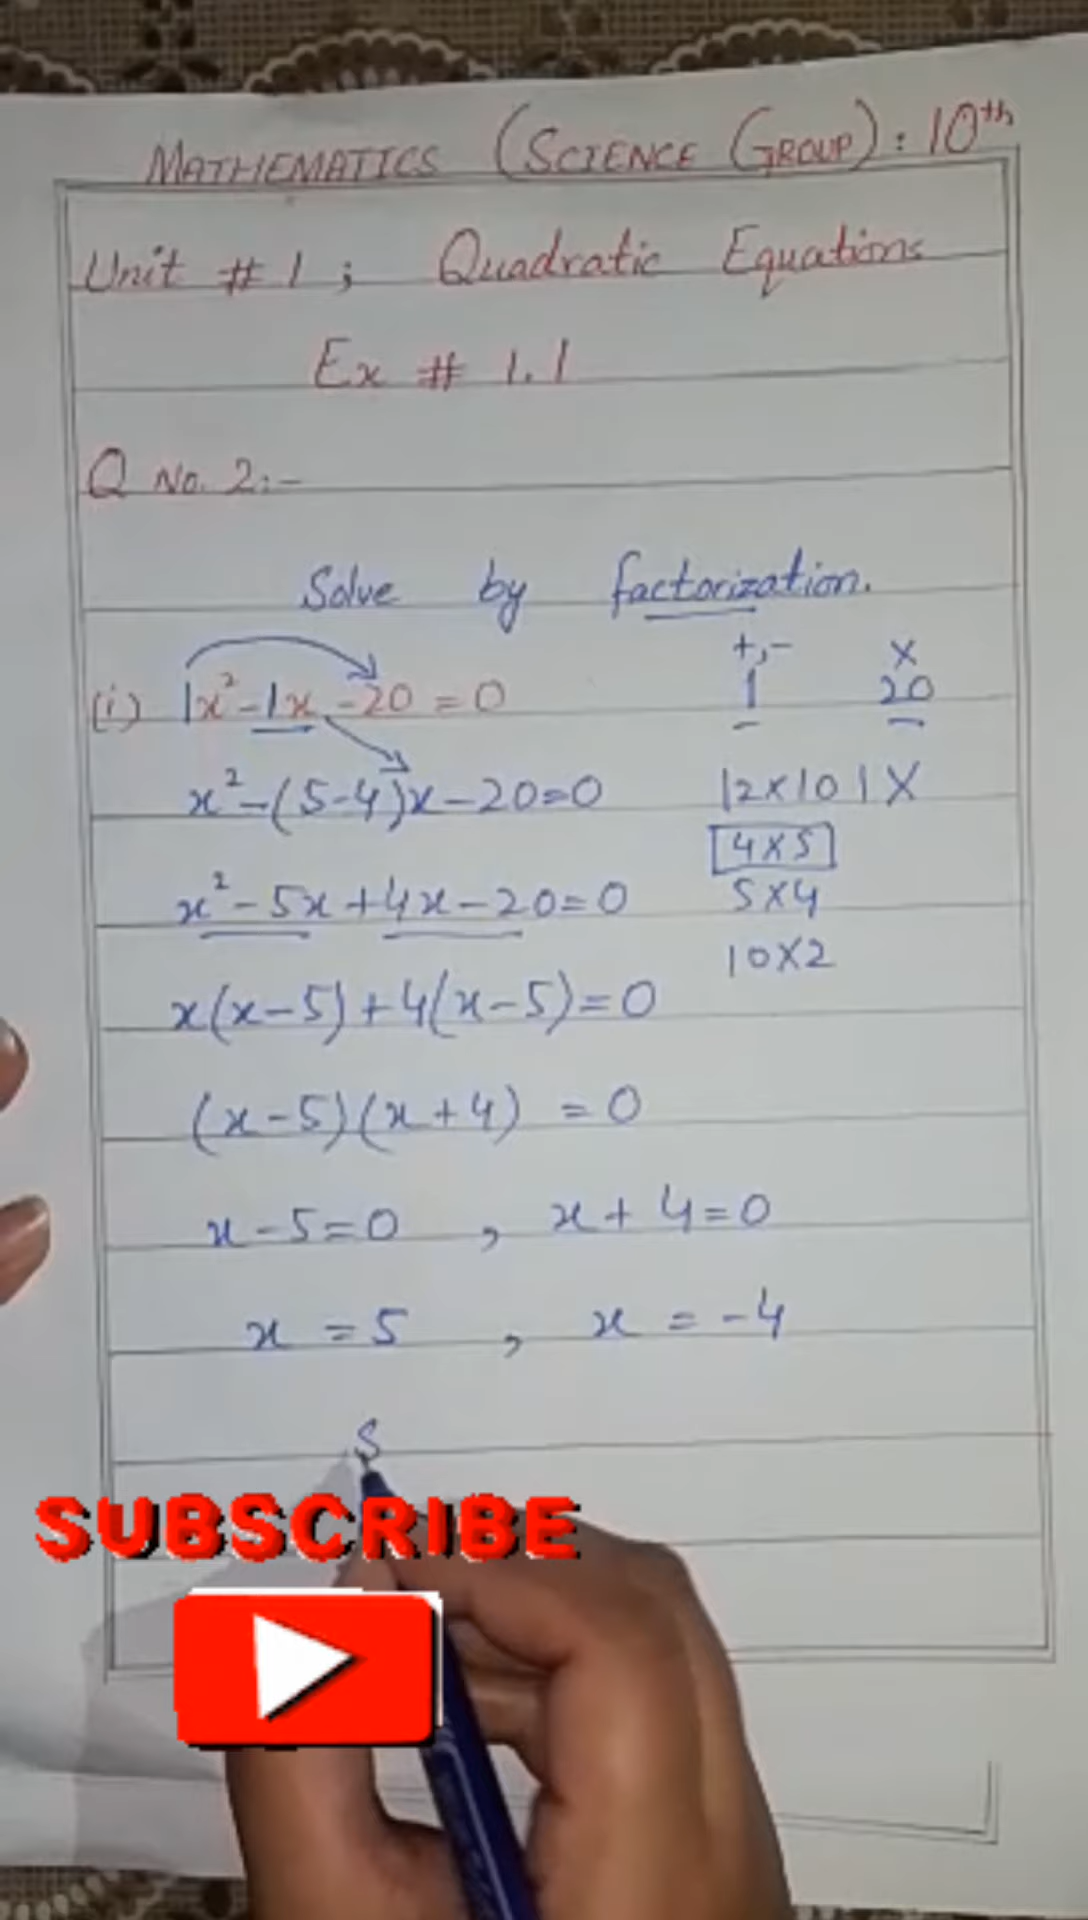 MATHEMATICS (SCIENCE GROUP): 10th
Unit # 1 ; Quadratic Equations
Ex # 1.1
Q No. 2:-
Solve by factorization.
+,- ×
(i) 1x² - 1x - 20 = 0 1 20
x² - (5-4)x - 20 = 0 12×10 1×
4×5
x² - 5x + 4x - 20 = 0 5×4
10×2
x(x-5) + 4(x-5) = 0
(x-5)(x+4) = 0
x - 5 = 0 , x + 4 = 0
x = 5 , x = -4
S
SUBSCRIBE